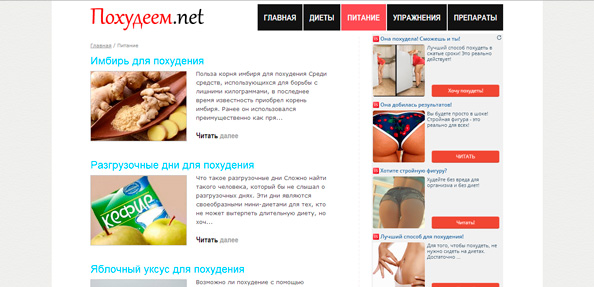 Похудеем.net
ГЛАВНАЯ ДИЕТЫ ПИТАНИЕ УПРАЖНЕНИЯ ПРЕПАРАТЫ
Главная / Питание
Имбирь для похудения
Польза корня имбиря для похудения Среди
средств, использующихся для борьбы с
лишними килограммами, в последнее
время известность приобрел корень
имбиря. Ранее он использовался
преимущественно как пря...
Читать далее
Разгрузочные дни для похудения
Кефир
Что такое разгрузочные дни Сложно найти
такого человека, который бы не слышал о
разгрузочных днях. Эти дни являются
своеобразными мини-диетами для тех, кто
не может вытерпеть длительную диету, но
хоч...
Читать далее
Яблочный уксус для похудения
Возможно ли похудение с помощью
Она похудела! Сможешь и ты!
Лучший способ похудеть в
сжатые сроки! Это реально
действует!
Хочу похудеть!
Она добилась результатов!
Вы будете просто в шоке!
Стройная фигура - это
реально для всех!
ЧИТАТЬ
Хотите стройную фигуру?
Худейте без вреда для
организма и без диет!
Читать!
Лучший способ для похудения!
Для того, чтобы похудеть, не
нужно сидеть на диетах.
Достаточно ...